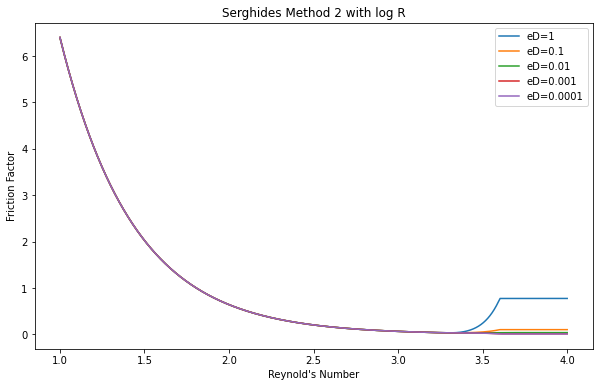 Serghides Method 2 with log R
eD=1
eD=0.1
eD=0.01
eD=0.001
eD=0.0001
Friction Factor
6
5
4
3
2
1
0
1.0 1.5 2.0 2.5 3.0 3.5 4.0
Reynold's Number